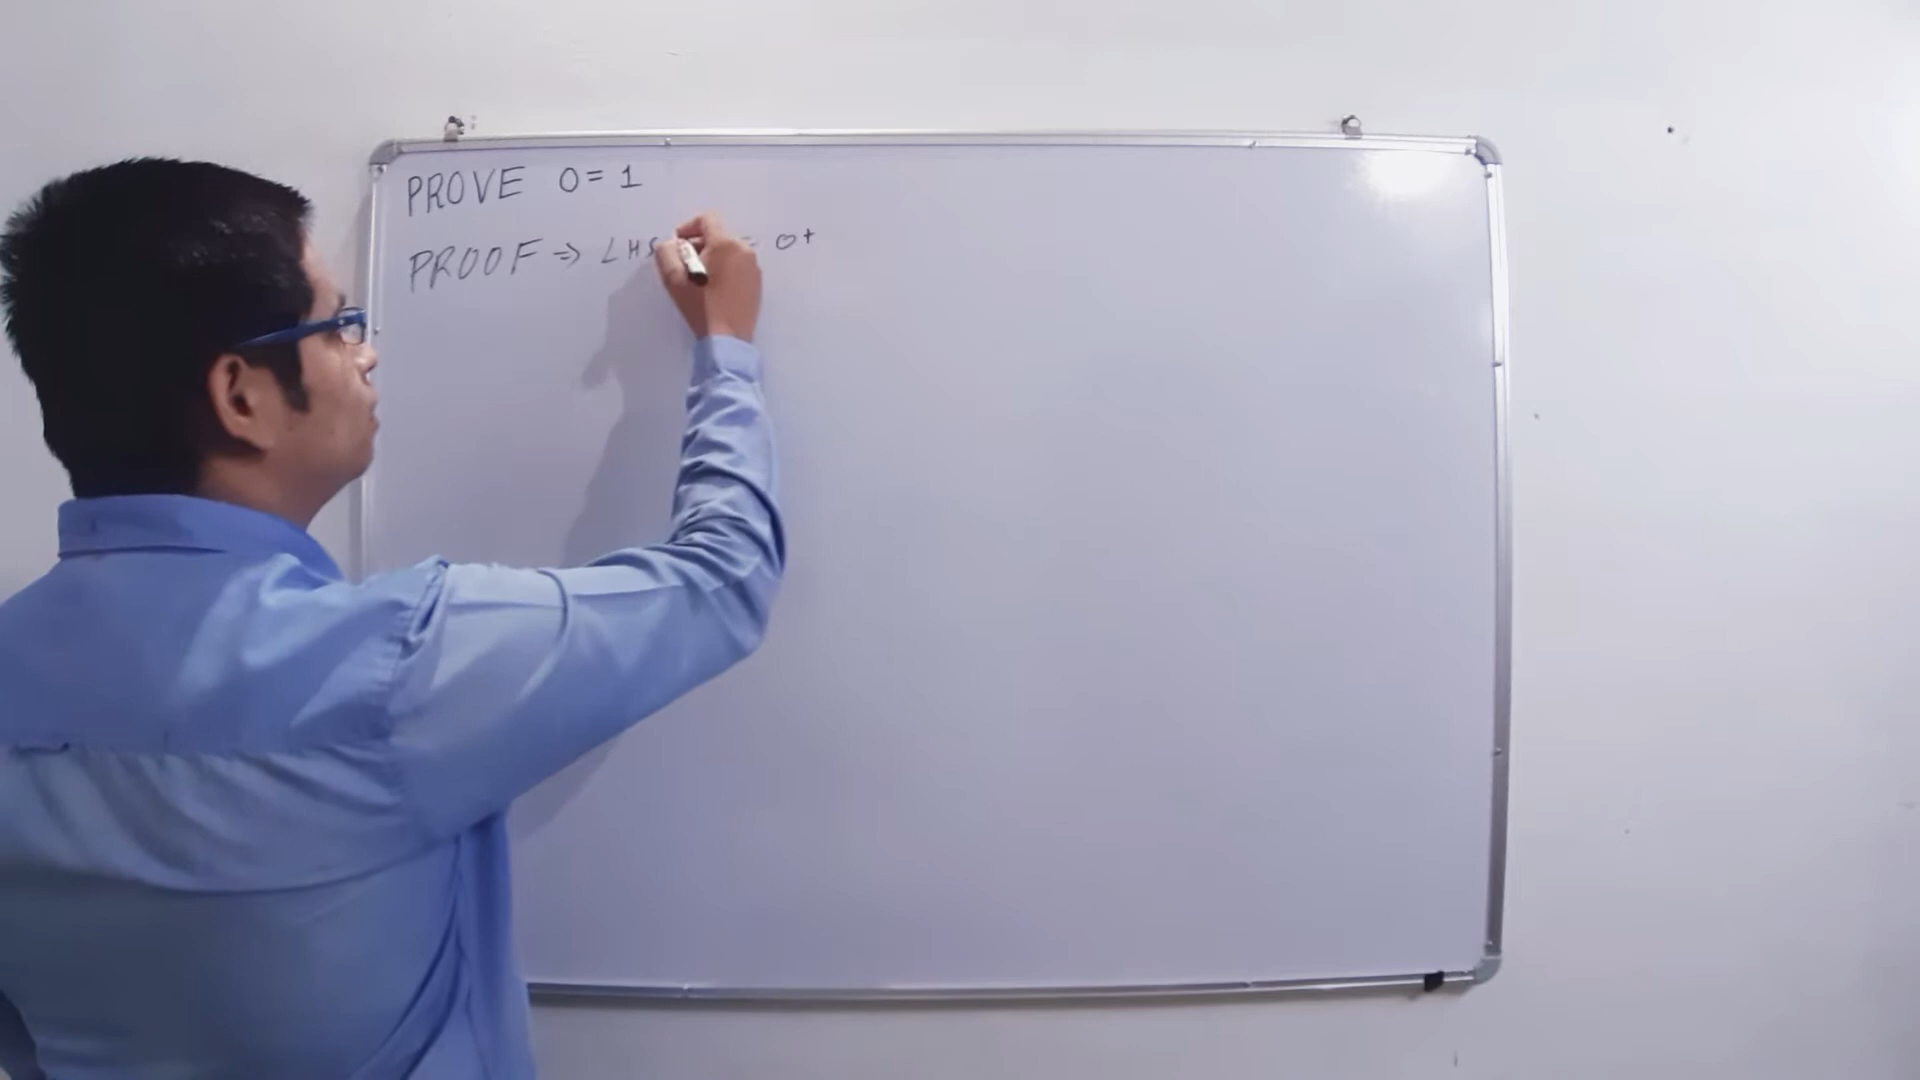 PROVE 0 = 1
PROOF => LHS = 0+